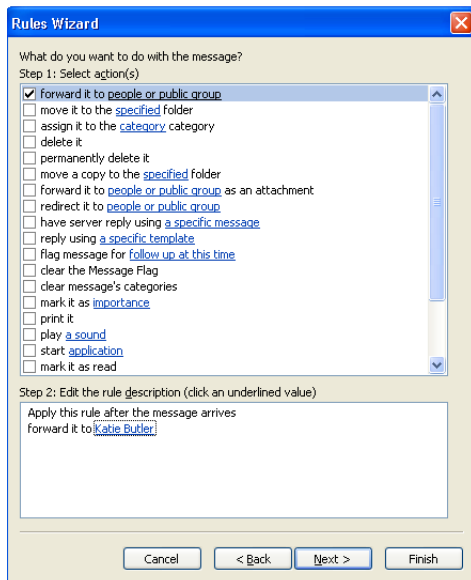 Rules Wizard
What do you want to do with the message?
Step 1: Select action(s)
forward it to people or public group
move it to the specified folder
assign it to the category category
delete it
permanently delete it
move a copy to the specified folder
forward it to people or public group as an attachment
redirect it to people or public group
have server reply using a specific message
reply using a specific template
flag message for follow up at this time
clear the Message Flag
clear message's categories
mark it as importance
print it
play a sound
start application
mark it as read
Step 2: Edit the rule description (click an underlined value)
Apply this rule after the message arrives
forward it to Katie Butler
Cancel
< Back
Next >
Finish